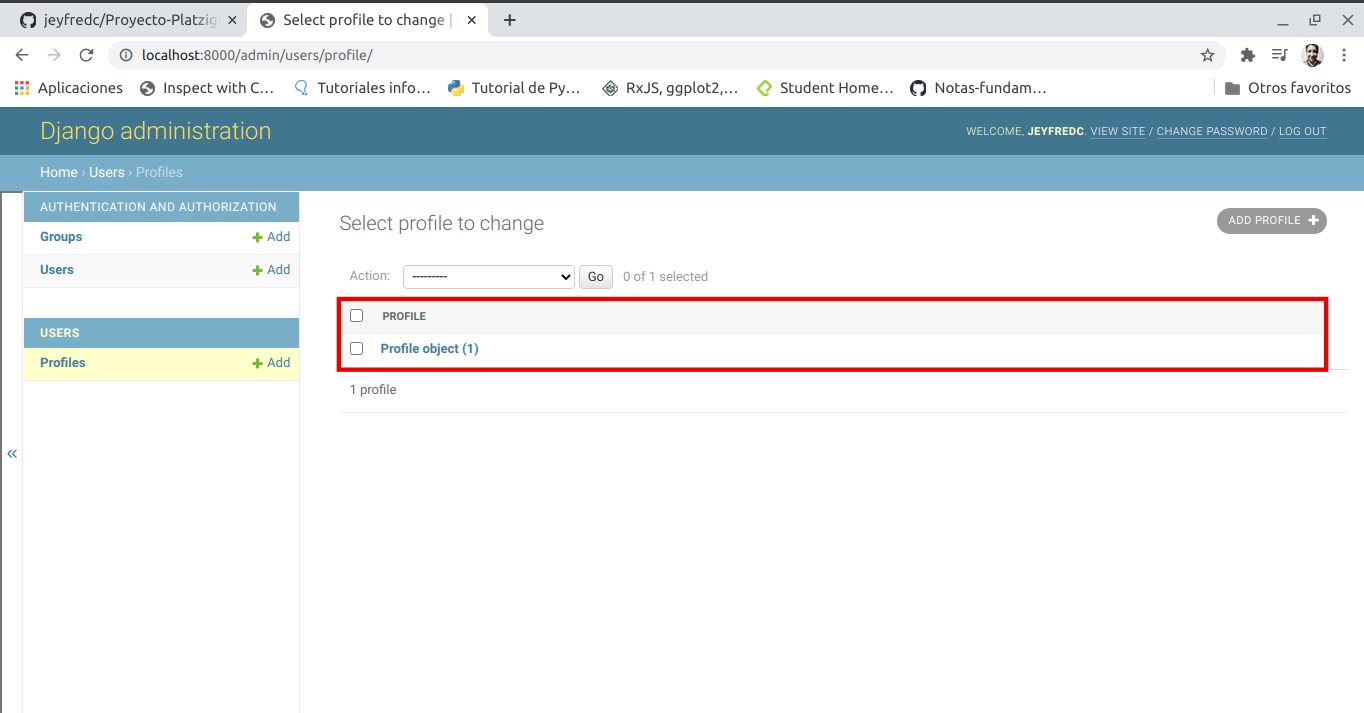 jeyfredc/Proyecto-Platzig
Select profile to change |
localhost:8000/admin/users/profile/
Aplicaciones Inspect with C... Tutoriales info... Tutorial de Py... RxJS, ggplot2,... Student Home... Notas-fundam... Otros favoritos
Django administration
WELCOME, JEYFREDC. VIEW SITE / CHANGE PASSWORD / LOG OUT
Home › Users › Profiles
AUTHENTICATION AND AUTHORIZATION
Groups + Add
Users + Add
USERS
Profiles + Add
«
Select profile to change
ADD PROFILE +
Action: --------- Go 0 of 1 selected
PROFILE
Profile object (1)
1 profile